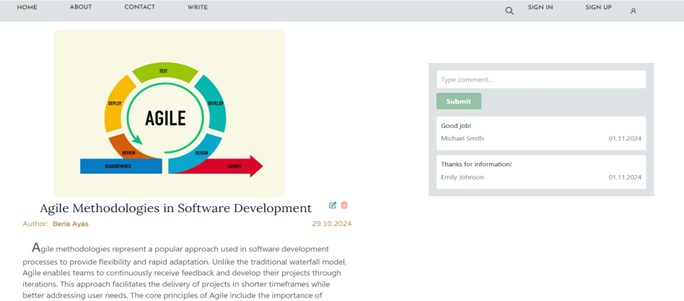 HOME ABOUT CONTACT WRITE SIGN IN SIGN UP
TEST
DEPLOY
DEVELOP
AGILE
REVIEW
DESIGN
REQUIREMENTS
LAUNCH
Agile Methodologies in Software Development
Author: Beria Ayas 29.10.2024
Agile methodologies represent a popular approach used in software development
processes to provide flexibility and rapid adaptation. Unlike the traditional waterfall model,
Agile enables teams to continuously receive feedback and develop their projects through
iterations. This approach facilitates the delivery of projects in shorter timeframes while
better addressing user needs. The core principles of Agile include the importance of
Type comment...
Submit
Good job!
Michael Smith 01.11.2024
Thanks for information!
Emily Johnson 01.11.2024